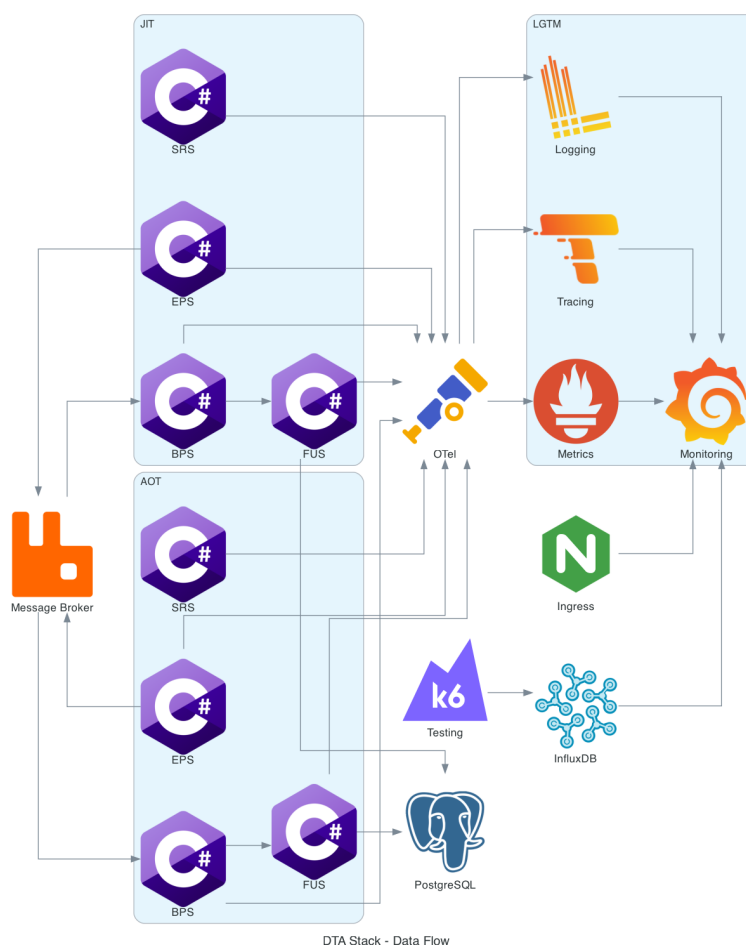 JIT
LGTM
C#
SRS
Logging
C#
EPS
Tracing
C#
BPS
C#
FUS
OTel
Metrics
Monitoring
AOT
C#
SRS
Message Broker
N
Ingress
C#
EPS
k6
Testing
InfluxDB
C#
BPS
C#
FUS
PostgreSQL
DTA Stack - Data Flow